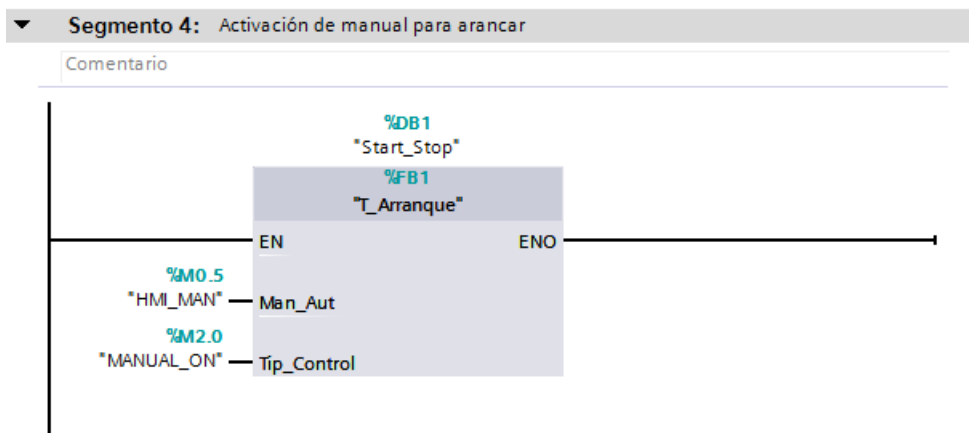 Segmento 4: Activación de manual para arancar
Comentario
%DB1
"Start_Stop"
%FB1
"T_Arranque"
EN ENO
%M0.5
"HMI_MAN" Man_Aut
%M2.0
"MANUAL_ON" Tip_Control